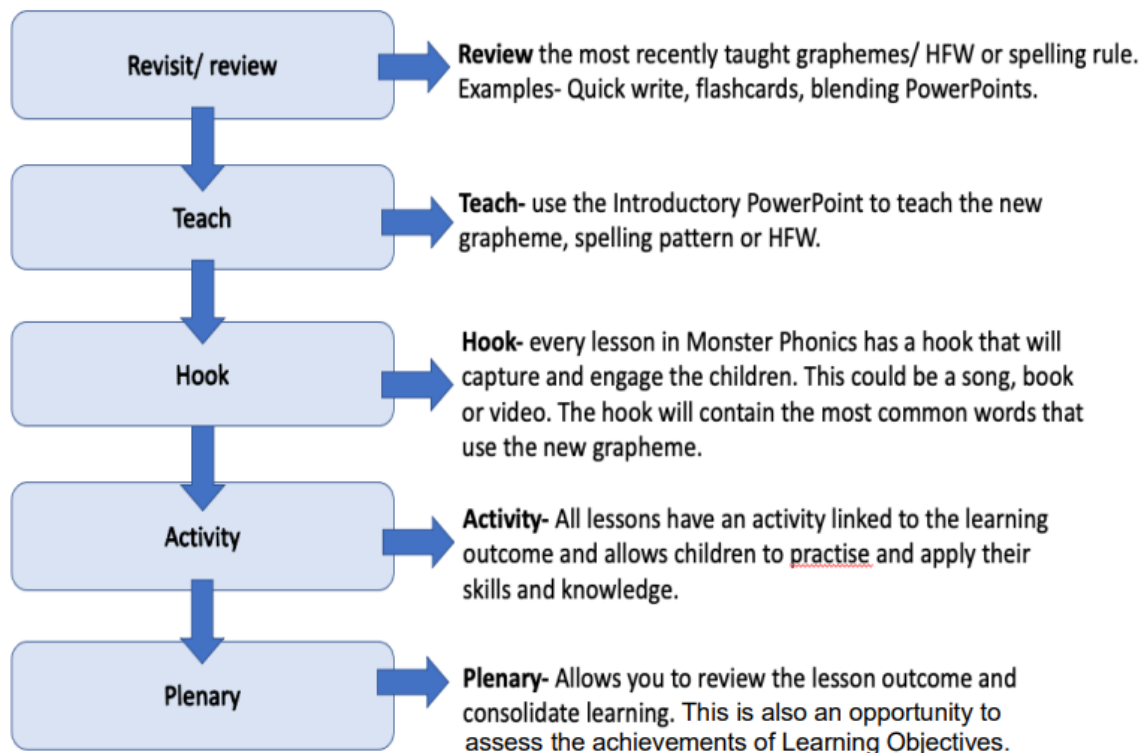 Revisit/ review
Review the most recently taught graphemes/ HFW or spelling rule.
Examples- Quick write, flashcards, blending PowerPoints.
Teach
Teach- use the Introductory PowerPoint to teach the new
grapheme, spelling pattern or HFW.
Hook
Hook- every lesson in Monster Phonics has a hook that will
capture and engage the children. This could be a song, book
or video. The hook will contain the most common words that
use the new grapheme.
Activity
Activity- All lessons have an activity linked to the learning
outcome and allows children to practise and apply their
skills and knowledge.
Plenary
Plenary- Allows you to review the lesson outcome and
consolidate learning. This is also an opportunity to
assess the achievements of Learning Objectives.